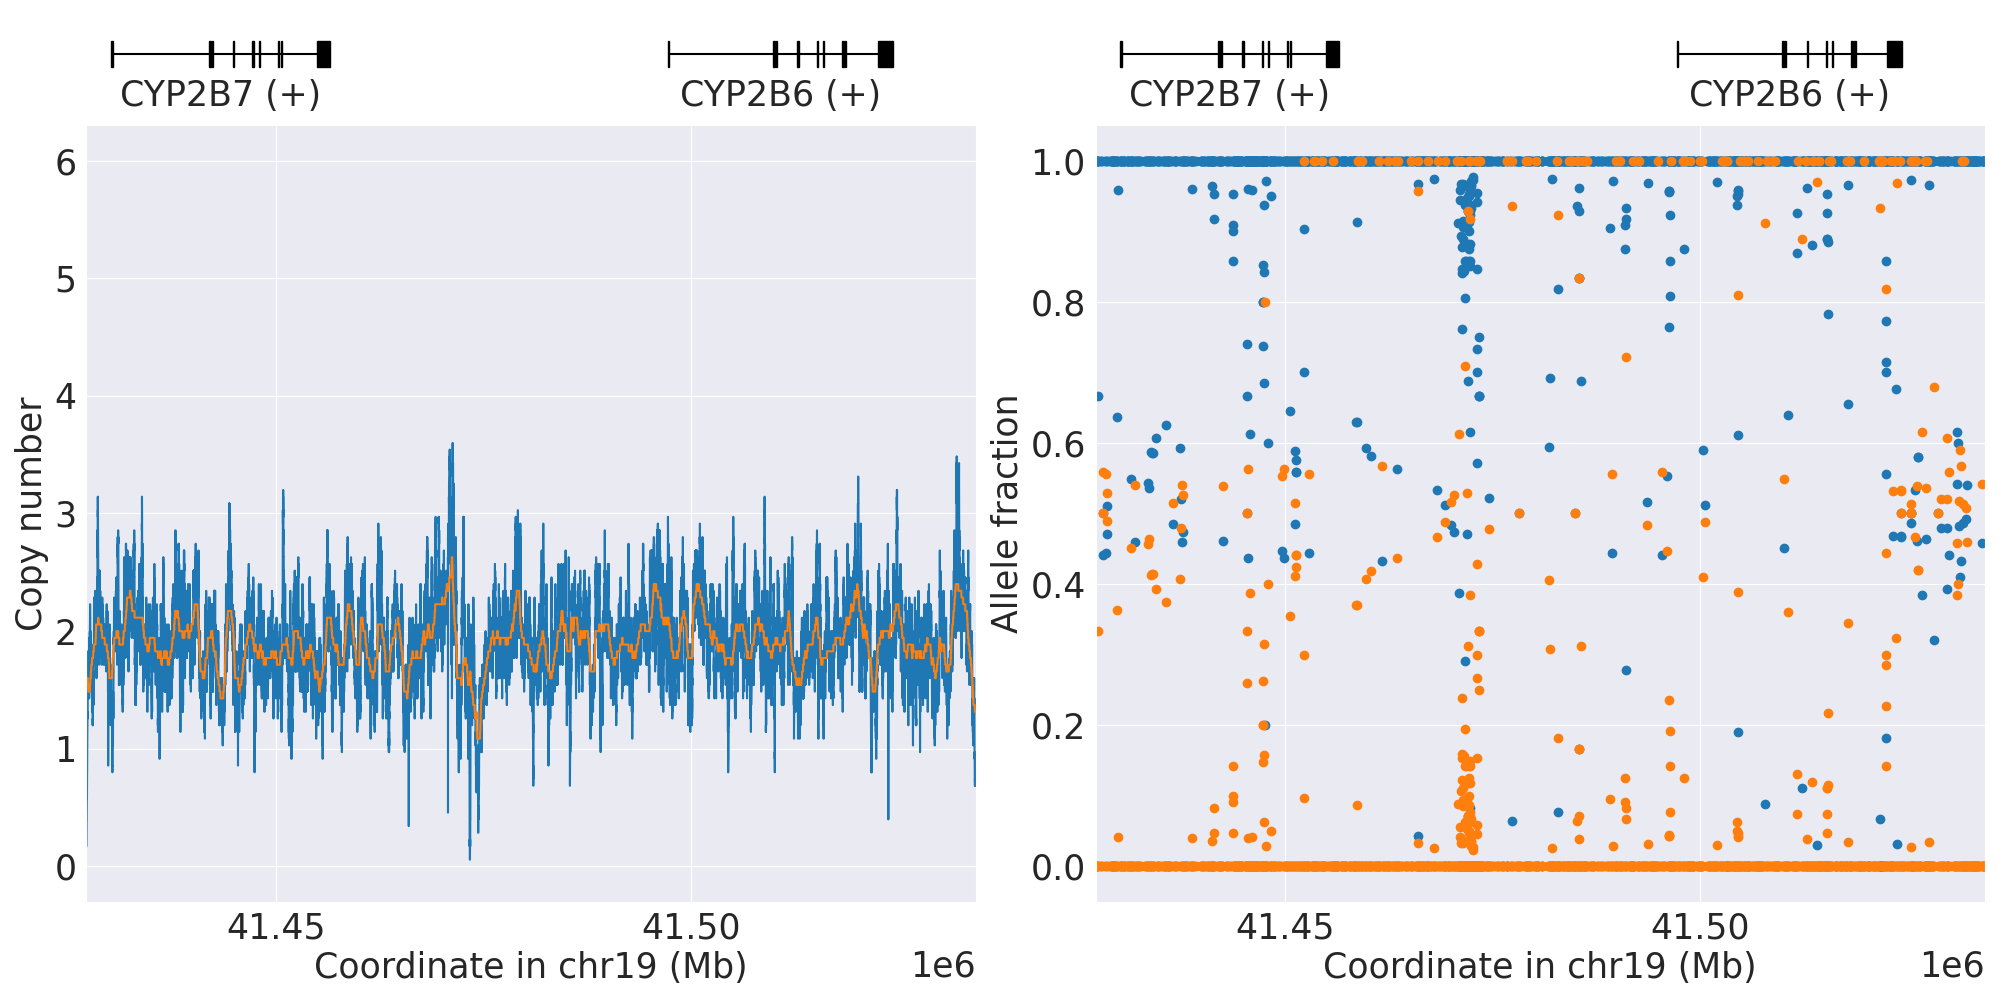 CYP2B7 (+)
CYP2B6 (+)
6
5
4
3
2
1
0
Copy number
41.45
41.50
Coordinate in chr19 (Mb)
1e6
CYP2B7 (+)
CYP2B6 (+)
1.0
0.8
0.6
0.4
0.2
0.0
Allele fraction
41.45
41.50
Coordinate in chr19 (Mb)
1e6